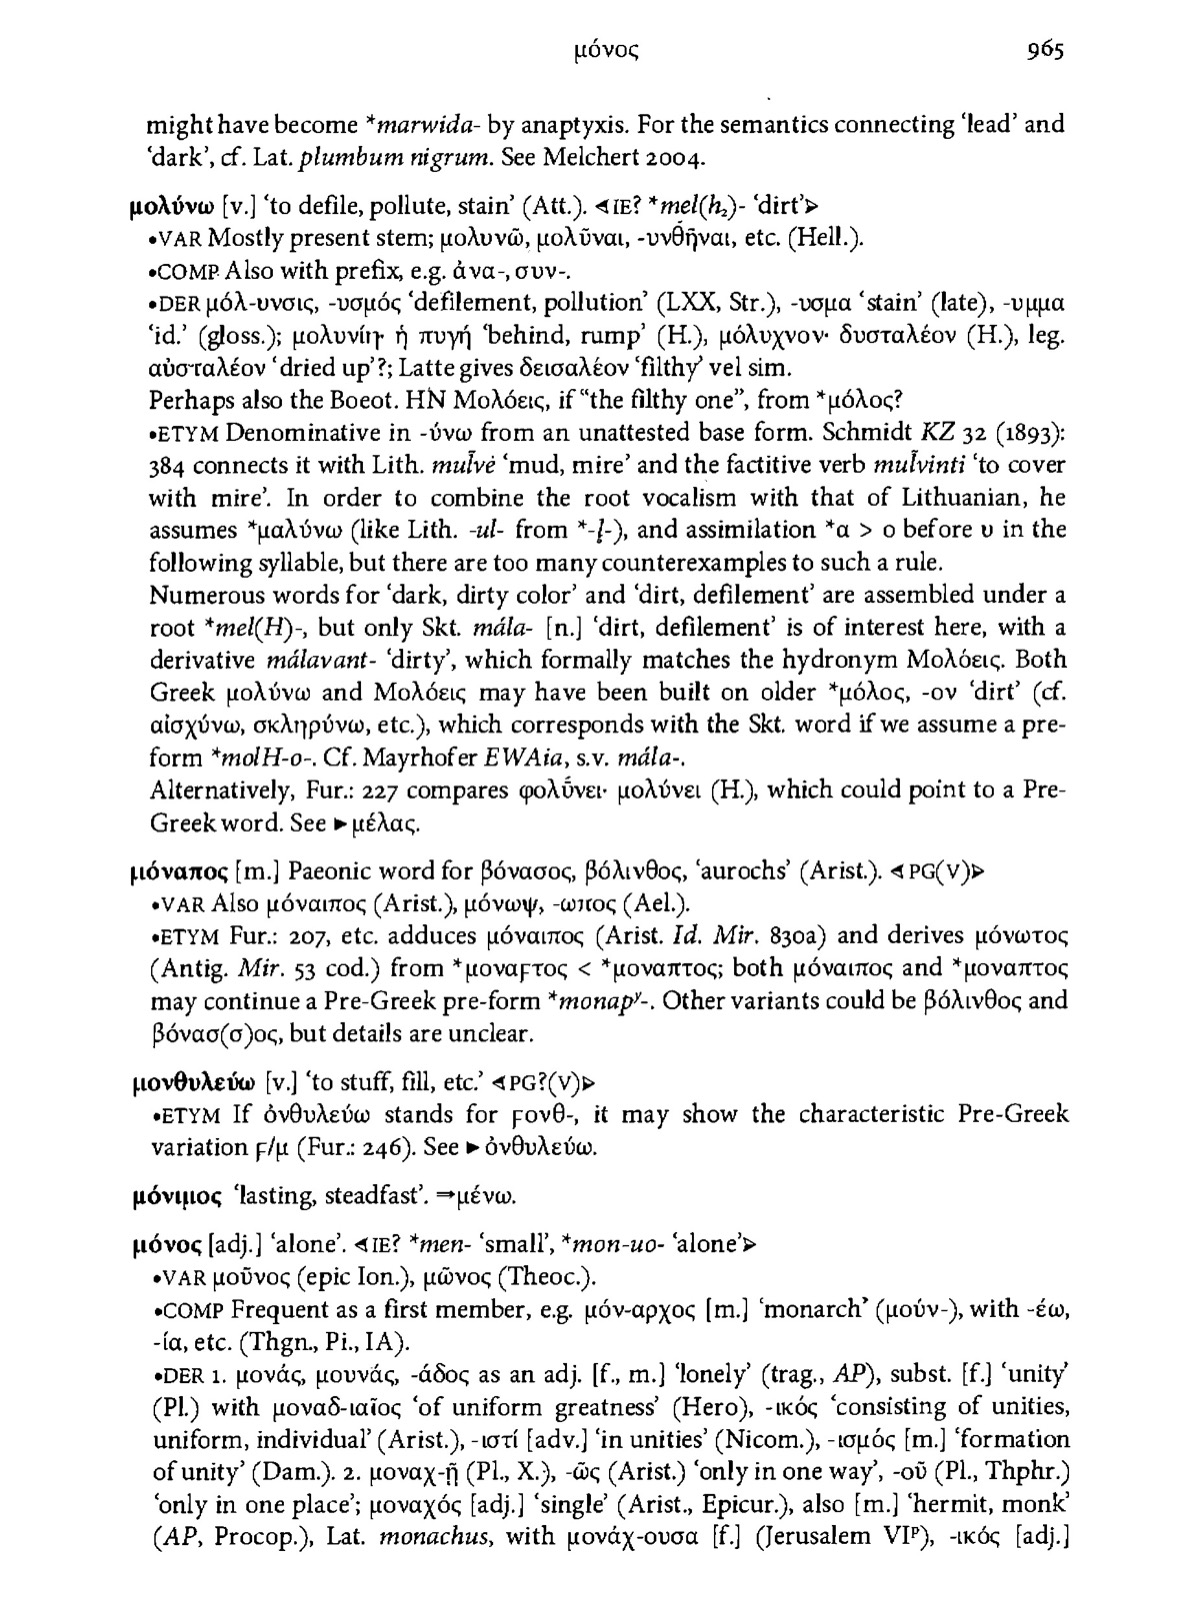 μόνος 965
might have become *marwida- by anaptyxis. For the semantics connecting ‘lead’ and
‘dark’, cf. Lat. plumbum nigrum. See Melchert 2004.
μολύνω [v.] ‘to defile, pollute, stain’ (Att.). ⊲IE? *mel(h₂)- ‘dirt’⊳
•VAR Mostly present stem; μολυνῶ, μολῦναι, -υνθῆναι, etc. (Hell.).
•COMP Also with prefix, e.g. ἀνα-, συν-.
•DER μόλ-υνσις, -υσμός ‘defilement, pollution’ (LXX, Str.), -υσμα ‘stain’ (late), -υμμα
‘id.’ (gloss.); μολυνίη· ἡ πυγή ‘behind, rump’ (H.), μόλυχνον· δυσταλέον (H.), leg.
αὐσταλέον ‘dried up’?; Latte gives δεισαλέον ‘filthy’ vel sim.
Perhaps also the Boeot. HN Μολόεις, if “the filthy one”, from *μόλος?
•ETYM Denominative in -ύνω from an unattested base form. Schmidt KZ 32 (1893):
384 connects it with Lith. mul̃vė ‘mud, mire’ and the factitive verb mul̃vinti ‘to cover
with mire’. In order to combine the root vocalism with that of Lithuanian, he
assumes *μαλύνω (like Lith. -ul- from *-l̥-), and assimilation *α > ο before υ in the
following syllable, but there are too many counterexamples to such a rule.
Numerous words for ‘dark, dirty color’ and ‘dirt, defilement’ are assembled under a
root *mel(H)-, but only Skt. mála- [n.] ‘dirt, defilement’ is of interest here, with a
derivative málavant- ‘dirty’, which formally matches the hydronym Μολόεις. Both
Greek μολύνω and Μολόεις may have been built on older *μόλος, -ον ‘dirt’ (cf.
αἰσχύνω, σκληρύνω, etc.), which corresponds with the Skt. word if we assume a pre-
form *molH-o-. Cf. Mayrhofer EWAia, s.v. mála-.
Alternatively, Fur.: 227 compares φολύ̄νει· μολύνει (H.), which could point to a Pre-
Greek word. See ►μέλας.
μόναπος [m.] Paeonic word for βόνασος, βόλινθος, ‘aurochs’ (Arist.). ⊲PG(V)⊳
•VAR Also μόναιπος (Arist.), μόνωψ, -ωπος (Ael.).
•ETYM Fur.: 207, etc. adduces μόναιπος (Arist. Id. Mir. 830a) and derives μόνωτος
(Antig. Mir. 53 cod.) from *μοναϝτος < *μοναπτος; both μόναιπος and *μοναπτος
may continue a Pre-Greek pre-form *monapʸ-. Other variants could be βόλινθος and
βόνασ(σ)ος, but details are unclear.
μονθυλεύω [v.] ‘to stuff, fill, etc.’ ⊲PG?(V)⊳
•ETYM If ὀνθυλεύω stands for ϝονθ-, it may show the characteristic Pre-Greek
variation ϝ/μ (Fur.: 246). See ►ὀνθυλεύω.
μόνιμος ‘lasting, steadfast’. ⇒μένω.
μόνος [adj.] ‘alone’. ⊲IE? *men- ‘small’, *mon-uo- ‘alone’⊳
•VAR μοῦνος (epic Ion.), μῶνος (Theoc.).
•COMP Frequent as a first member, e.g. μόν-αρχος [m.] ‘monarch’ (μούν-), with -έω,
-ία, etc. (Thgn., Pi., IA).
•DER 1. μονάς, μουνάς, -άδος as an adj. [f., m.] ‘lonely’ (trag., AP), subst. [f.] ‘unity’
(Pl.) with μοναδ-ιαῖος ‘of uniform greatness’ (Hero), -ικός ‘consisting of unities,
uniform, individual’ (Arist.), -ιστί [adv.] ‘in unities’ (Nicom.), -ισμός [m.] ‘formation
of unity’ (Dam.). 2. μοναχ-ῇ (Pl., X.), -ῶς (Arist.) ‘only in one way’, -οῦ (Pl., Thphr.)
‘only in one place’; μοναχός [adj.] ‘single’ (Arist., Epicur.), also [m.] ‘hermit, monk’
(AP, Procop.), Lat. monachus, with μονάχ-ουσα [f.] (Jerusalem VIᵖ), -ικός [adj.]